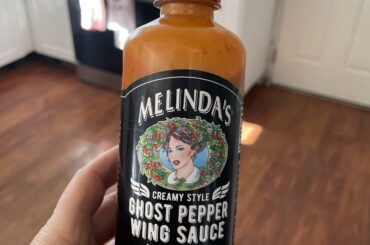 MELINDA'S
CREAMY STYLE
GHOST PEPPER
WING SAUCE